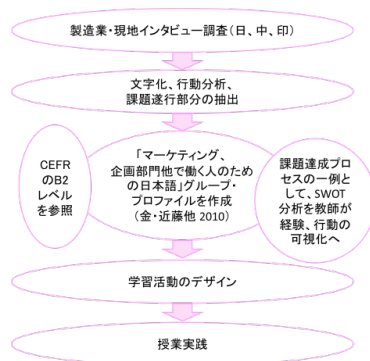 製造業・現地インタビュー調査(日、中、印)
文字化、行動分析、
課題遂行部分の抽出
CEFR
のB2
レベル
を参照
「マーケティング、
企画部門他で働く人のため
の日本語」グループ・
プロファイルを作成
(金・近藤他 2010)
課題達成プロ
セスの一例と
して、SWOT
分析を教師が
経験、行動の
可視化へ
学習活動のデザイン
授業実践